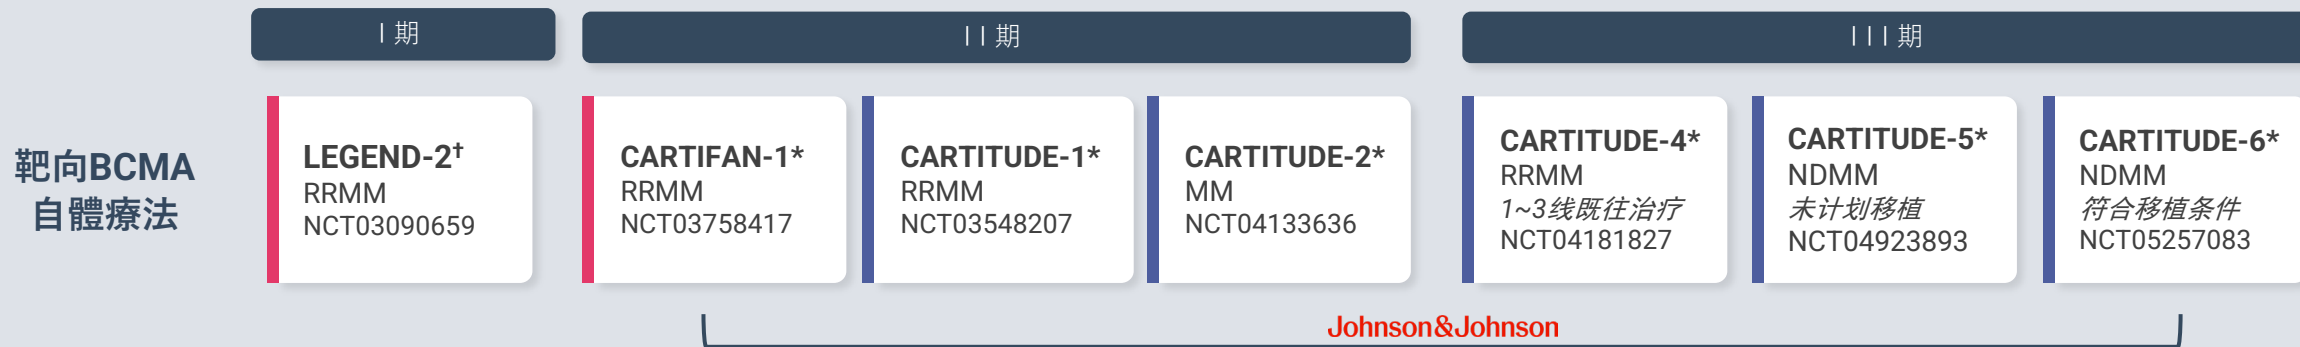 I 期
II 期
III 期
靶向BCMA
自體療法
LEGEND-2†
RRMM
NCT03090659
CARTIFAN-1*
RRMM
NCT03758417
CARTITUDE-1*
RRMM
NCT03548207
CARTITUDE-2*
MM
NCT04133636
CARTITUDE-4*
RRMM
1~3线既往治疗
NCT04181827
CARTITUDE-5*
NDMM
未计划移植
NCT04923893
CARTITUDE-6*
NDMM
符合移植条件
NCT05257083
Johnson&Johnson